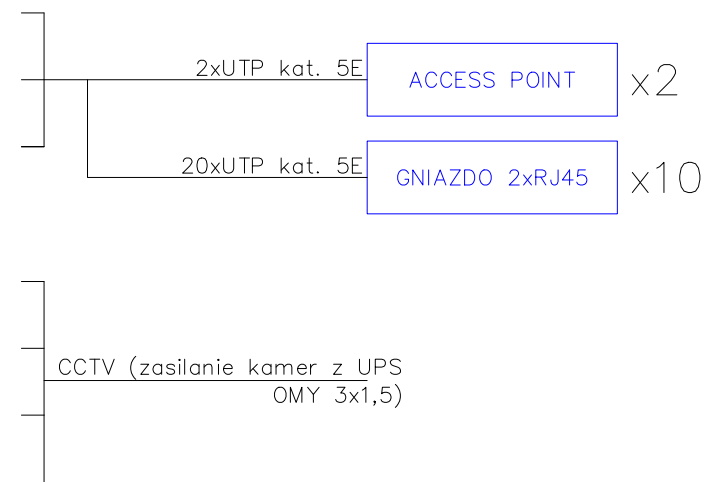 2xUTP kat. 5E
ACCESS POINT
x2
20xUTP kat. 5E
GNIAZDO 2xRJ45
x10
CCTV (zasilanie kamer z UPS
OMY 3x1,5)